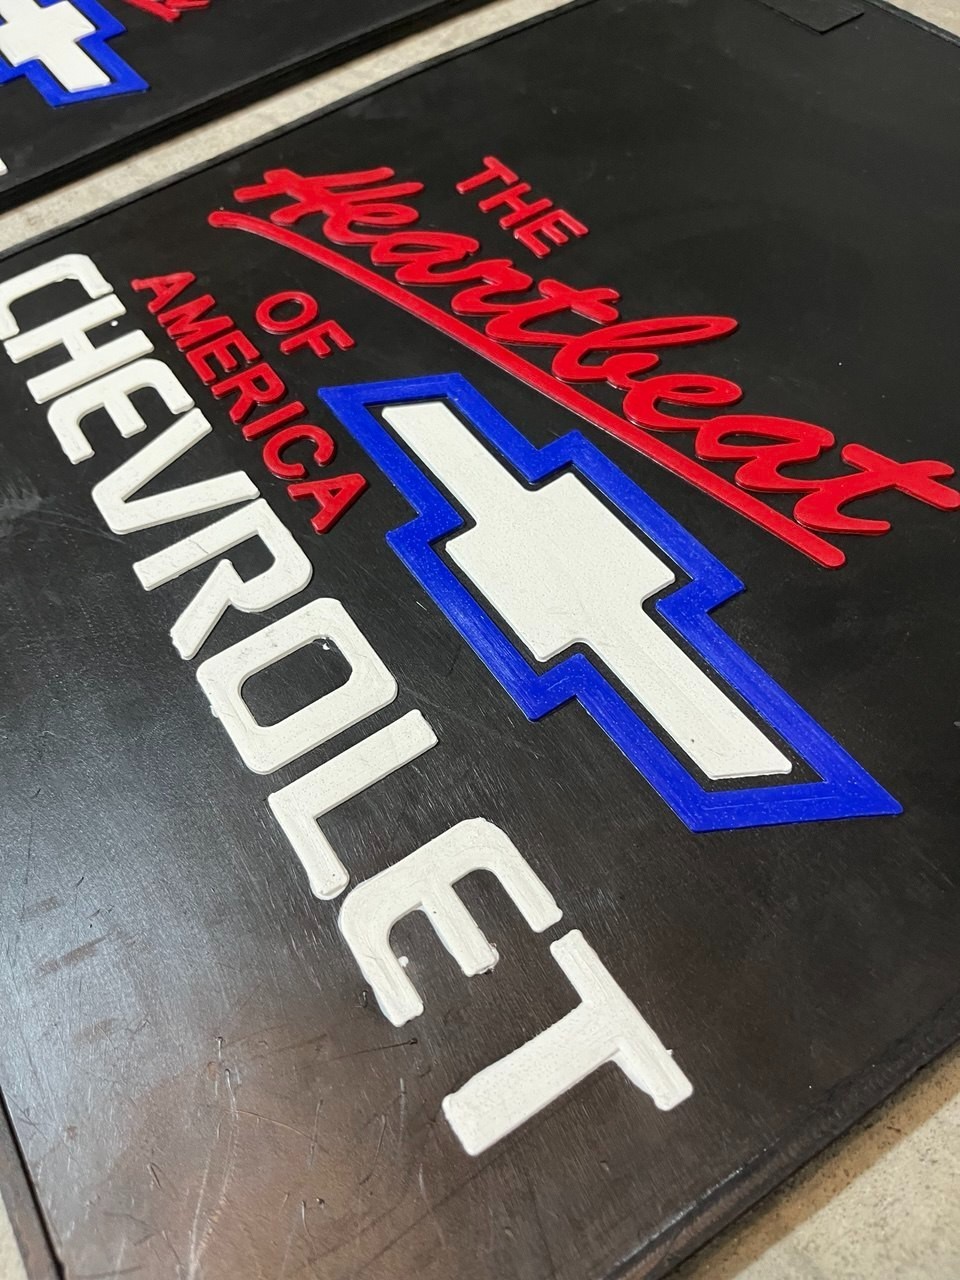 THE
Heartbeat
OF
AMERICA
CHEVROLET